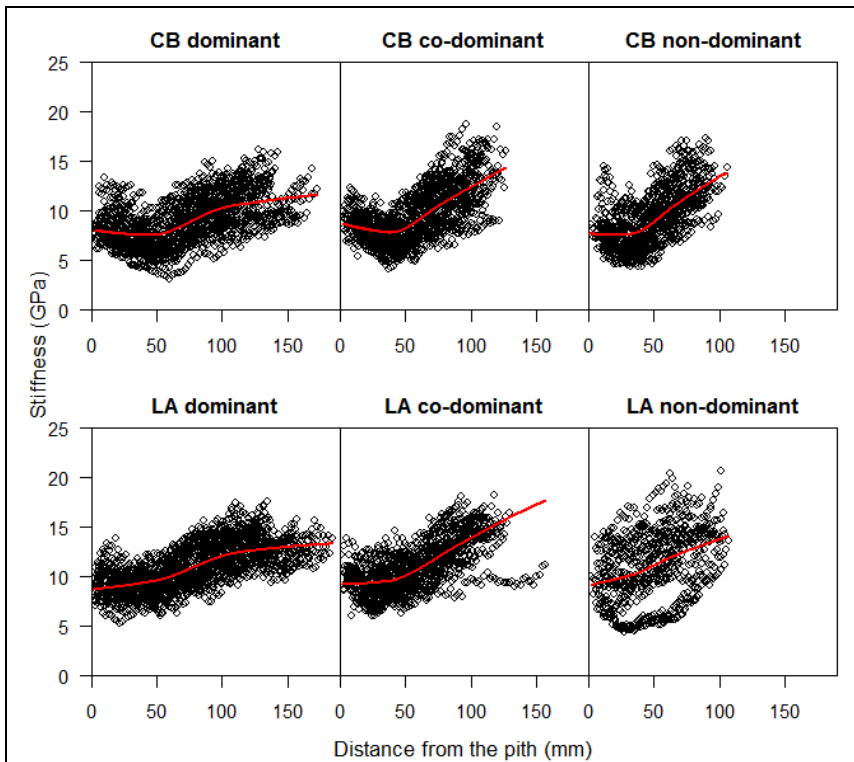 CB dominant CB co-dominant CB non-dominant
25
20
15
10
5
0
0 50 100 150 0 50 100 150 0 50 100 150
Stiffness (GPa)
LA dominant LA co-dominant LA non-dominant
25
20
15
10
5
0
0 50 100 150 0 50 100 150 0 50 100 150
Distance from the pith (mm)